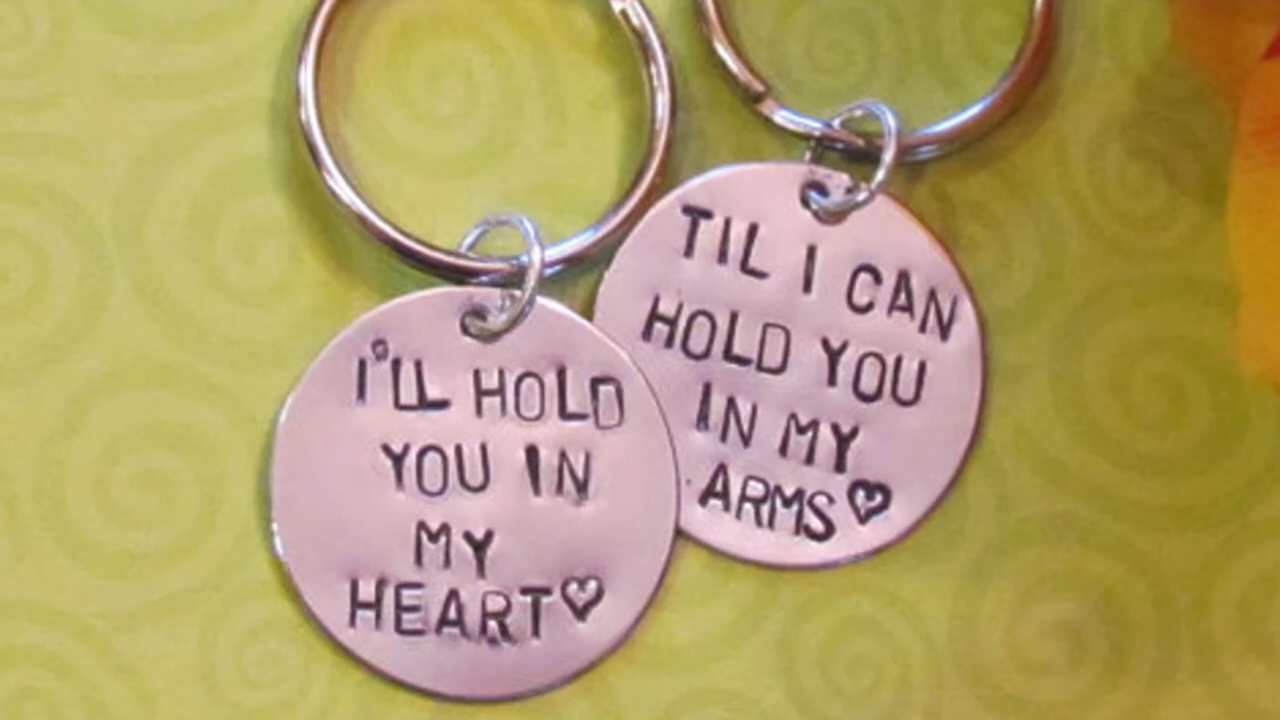 I'LL HOLD
YOU IN
MY
HEART♥
TIL I CAN
HOLD YOU
IN MY
ARMS♥